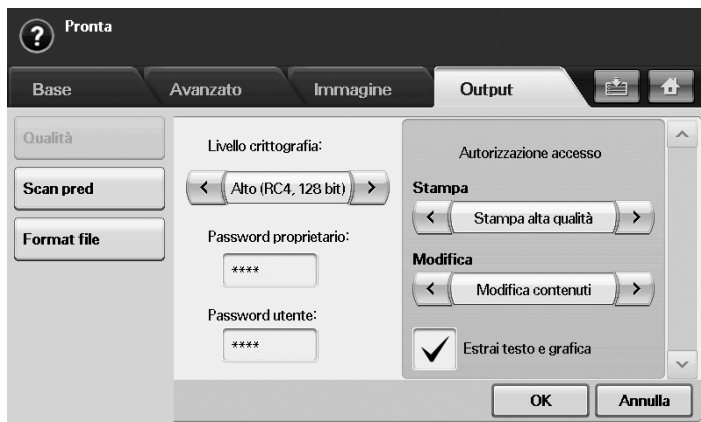 ?
Pronta
Base
Avanzato
Immagine
Output
Qualità
Scan pred
Format file
Livello crittografia:
< Alto (RC4, 128 bit) >
Password proprietario:
****
Password utente:
****
Autorizzazione accesso
Stampa
< Stampa alta qualità >
Modifica
< Modifica contenuti >
Estrai testo e grafica
OK
Annulla